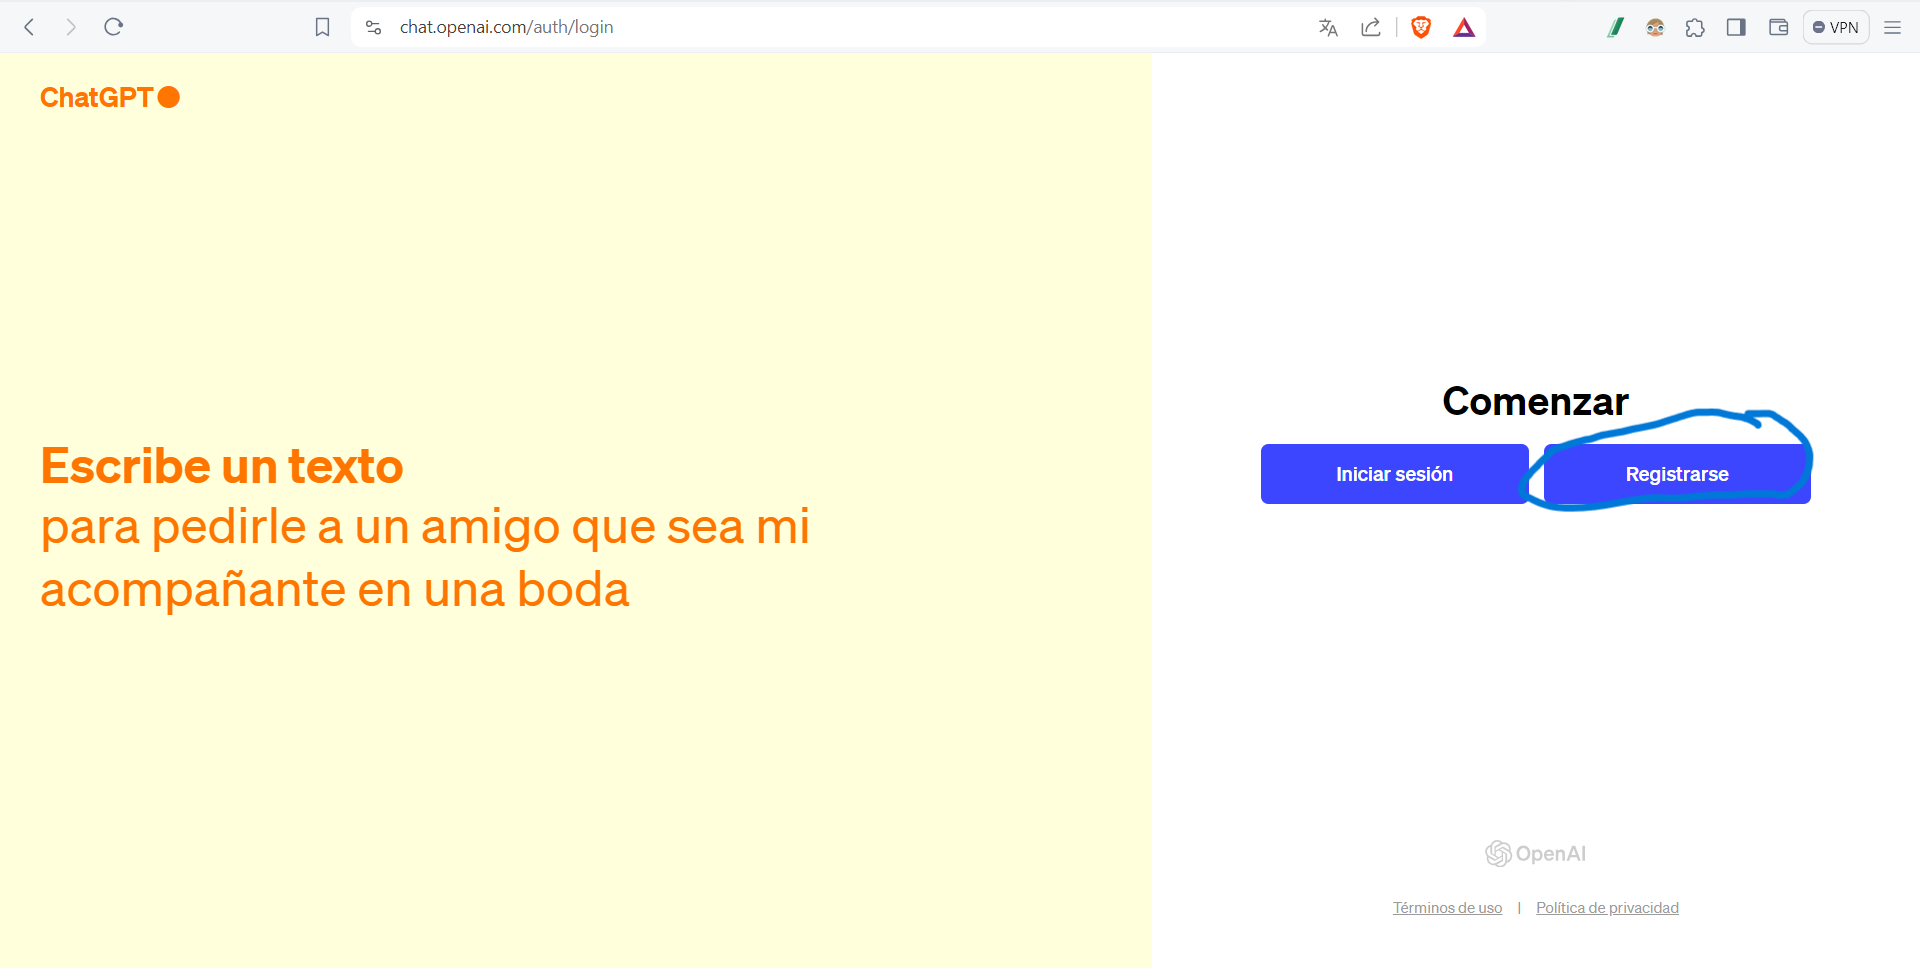 chat.openai.com/auth/login
VPN
ChatGPT
Escribe un texto
para pedirle a un amigo que sea mi
acompañante en una boda
Comenzar
Iniciar sesión
Registrarse
OpenAI
Términos de uso | Política de privacidad